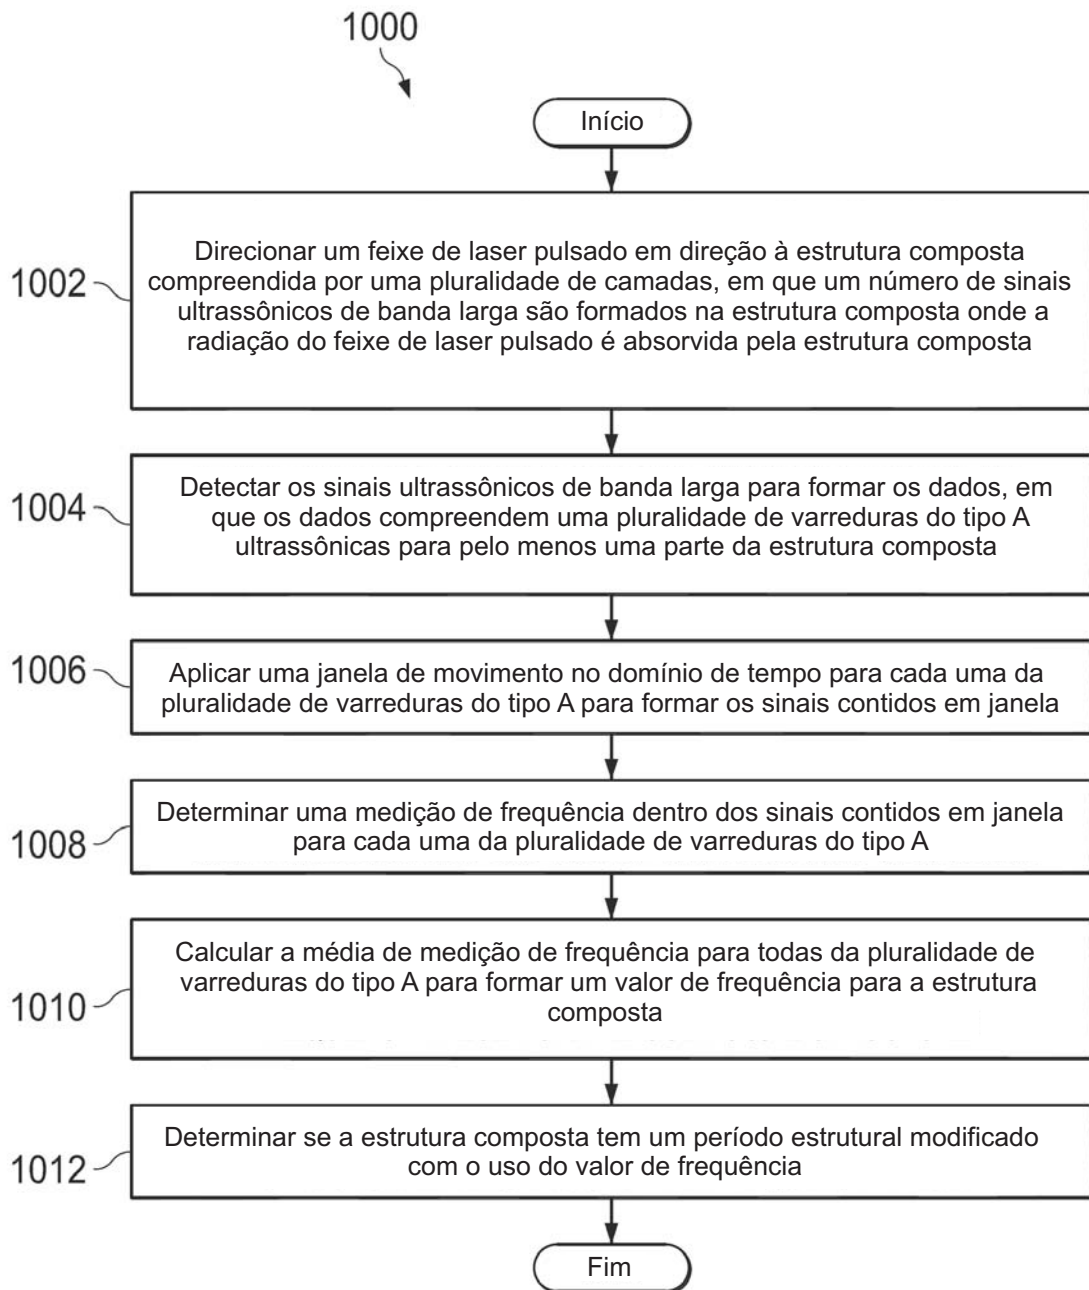 1000
Início
1002
Direcionar um feixe de laser pulsado em direção à estrutura composta
compreendida por uma pluralidade de camadas, em que um número de sinais
ultrassônicos de banda larga são formados na estrutura composta onde a
radiação do feixe de laser pulsado é absorvida pela estrutura composta
1004
Detectar os sinais ultrassônicos de banda larga para formar os dados, em
que os dados compreendem uma pluralidade de varreduras do tipo A
ultrassônicas para pelo menos uma parte da estrutura composta
1006
Aplicar uma janela de movimento no domínio de tempo para cada uma da
pluralidade de varreduras do tipo A para formar os sinais contidos em janela
1008
Determinar uma medição de frequência dentro dos sinais contidos em janela
para cada uma da pluralidade de varreduras do tipo A
1010
Calcular a média de medição de frequência para todas da pluralidade de
varreduras do tipo A para formar um valor de frequência para a estrutura
composta
1012
Determinar se a estrutura composta tem um período estrutural modificado
com o uso do valor de frequência
Fim